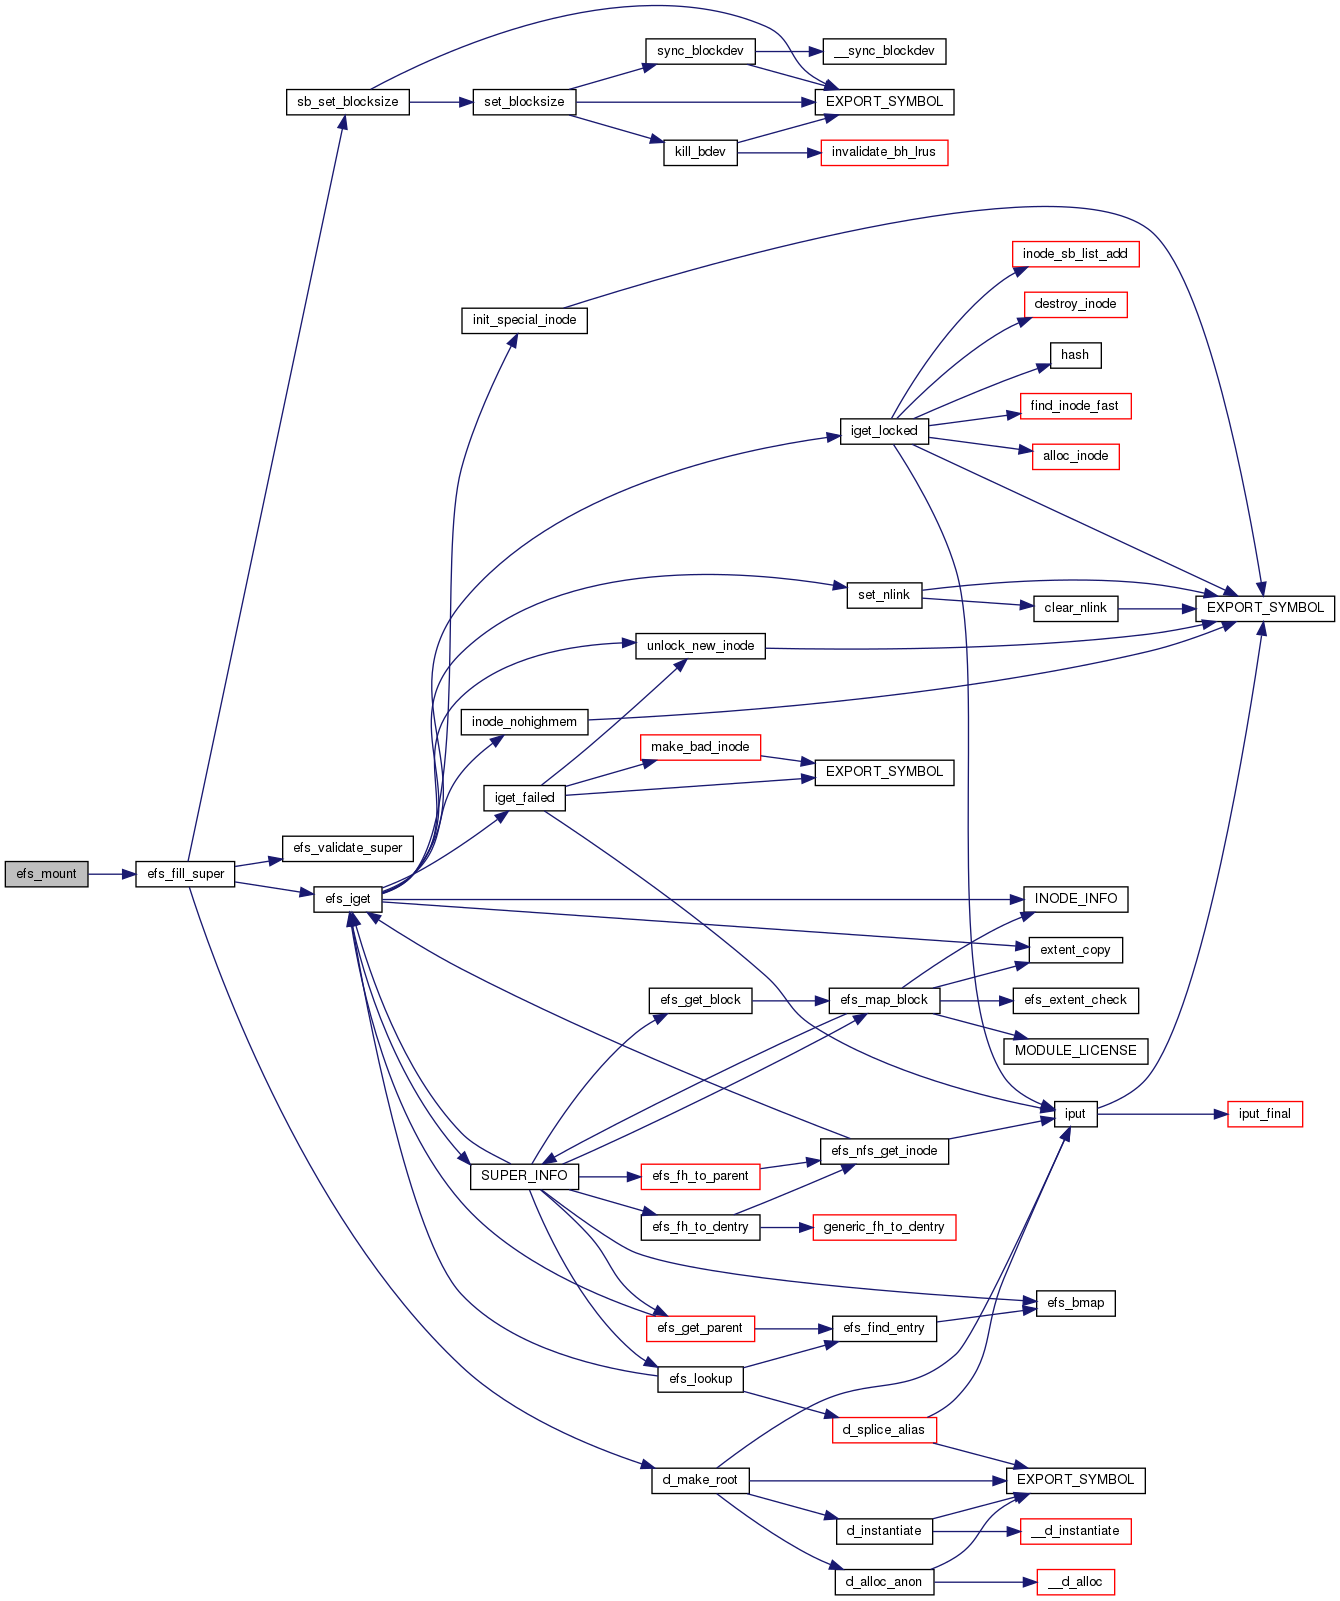 sync_blockdev
__sync_blockdev
sb_set_blocksize
set_blocksize
EXPORT_SYMBOL
kill_bdev
invalidate_bh_lrus
inode_sb_list_add
destroy_inode
init_special_inode
hash
find_inode_fast
iget_locked
alloc_inode
set_nlink
clear_nlink
EXPORT_SYMBOL
unlock_new_inode
inode_nohighmem
make_bad_inode
EXPORT_SYMBOL
iget_failed
efs_validate_super
efs_mount
efs_fill_super
efs_iget
INODE_INFO
extent_copy
efs_get_block
efs_map_block
efs_extent_check
MODULE_LICENSE
iput
iput_final
efs_nfs_get_inode
SUPER_INFO
efs_fh_to_parent
efs_fh_to_dentry
generic_fh_to_dentry
efs_bmap
efs_get_parent
efs_find_entry
efs_lookup
d_splice_alias
d_make_root
EXPORT_SYMBOL
d_instantiate
__d_instantiate
d_alloc_anon
__d_alloc